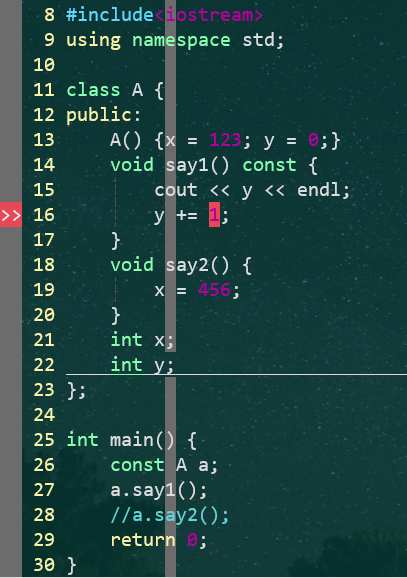 8 #include<iostream>
9 using namespace std;
10
11 class A {
12 public:
13     A() {x = 123; y = 0;}
14     void say1() const {
15         cout << y << endl;
>> 16         y += 1;
17     }
18     void say2() {
19         x = 456;
20     }
21     int x;
22     int y;
23 };
24
25 int main() {
26     const A a;
27     a.say1();
28     //a.say2();
29     return 0;
30 }